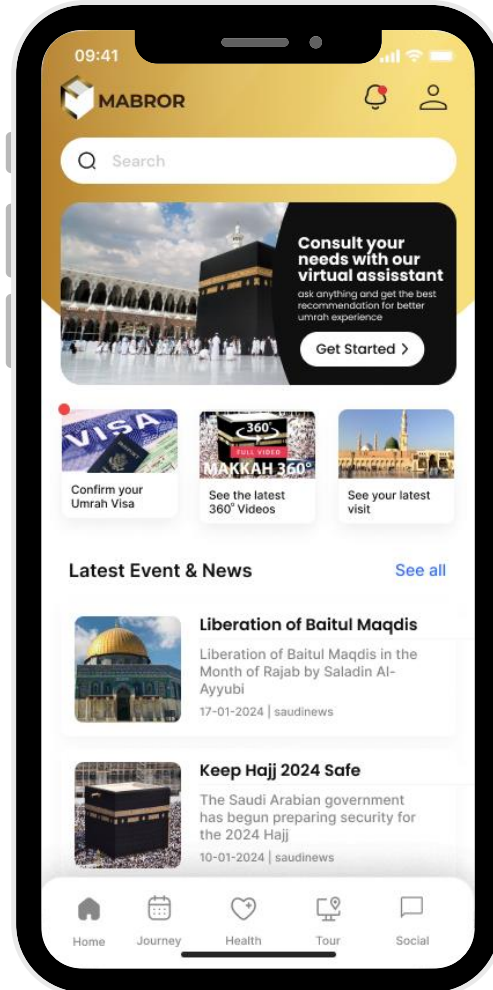 09:41
MABROR
Search
Consult your
needs with our
virtual assisstant
ask anything and get the best
recommendation for better
umrah experience
Get Started >
VISA
360°
FULL VIDEO
MAKKAH 360°
Confirm your
Umrah Visa
See the latest
360° Videos
See your latest
visit
Latest Event & News
See all
Liberation of Baitul Maqdis
Liberation of Baitul Maqdis in the
Month of Rajab by Saladin Al-
Ayyubi
17-01-2024 | saudinews
Keep Hajj 2024 Safe
The Saudi Arabian government
has begun preparing security for
the 2024 Hajj
10-01-2024 | saudinews
Home
Journey
Health
Tour
Social